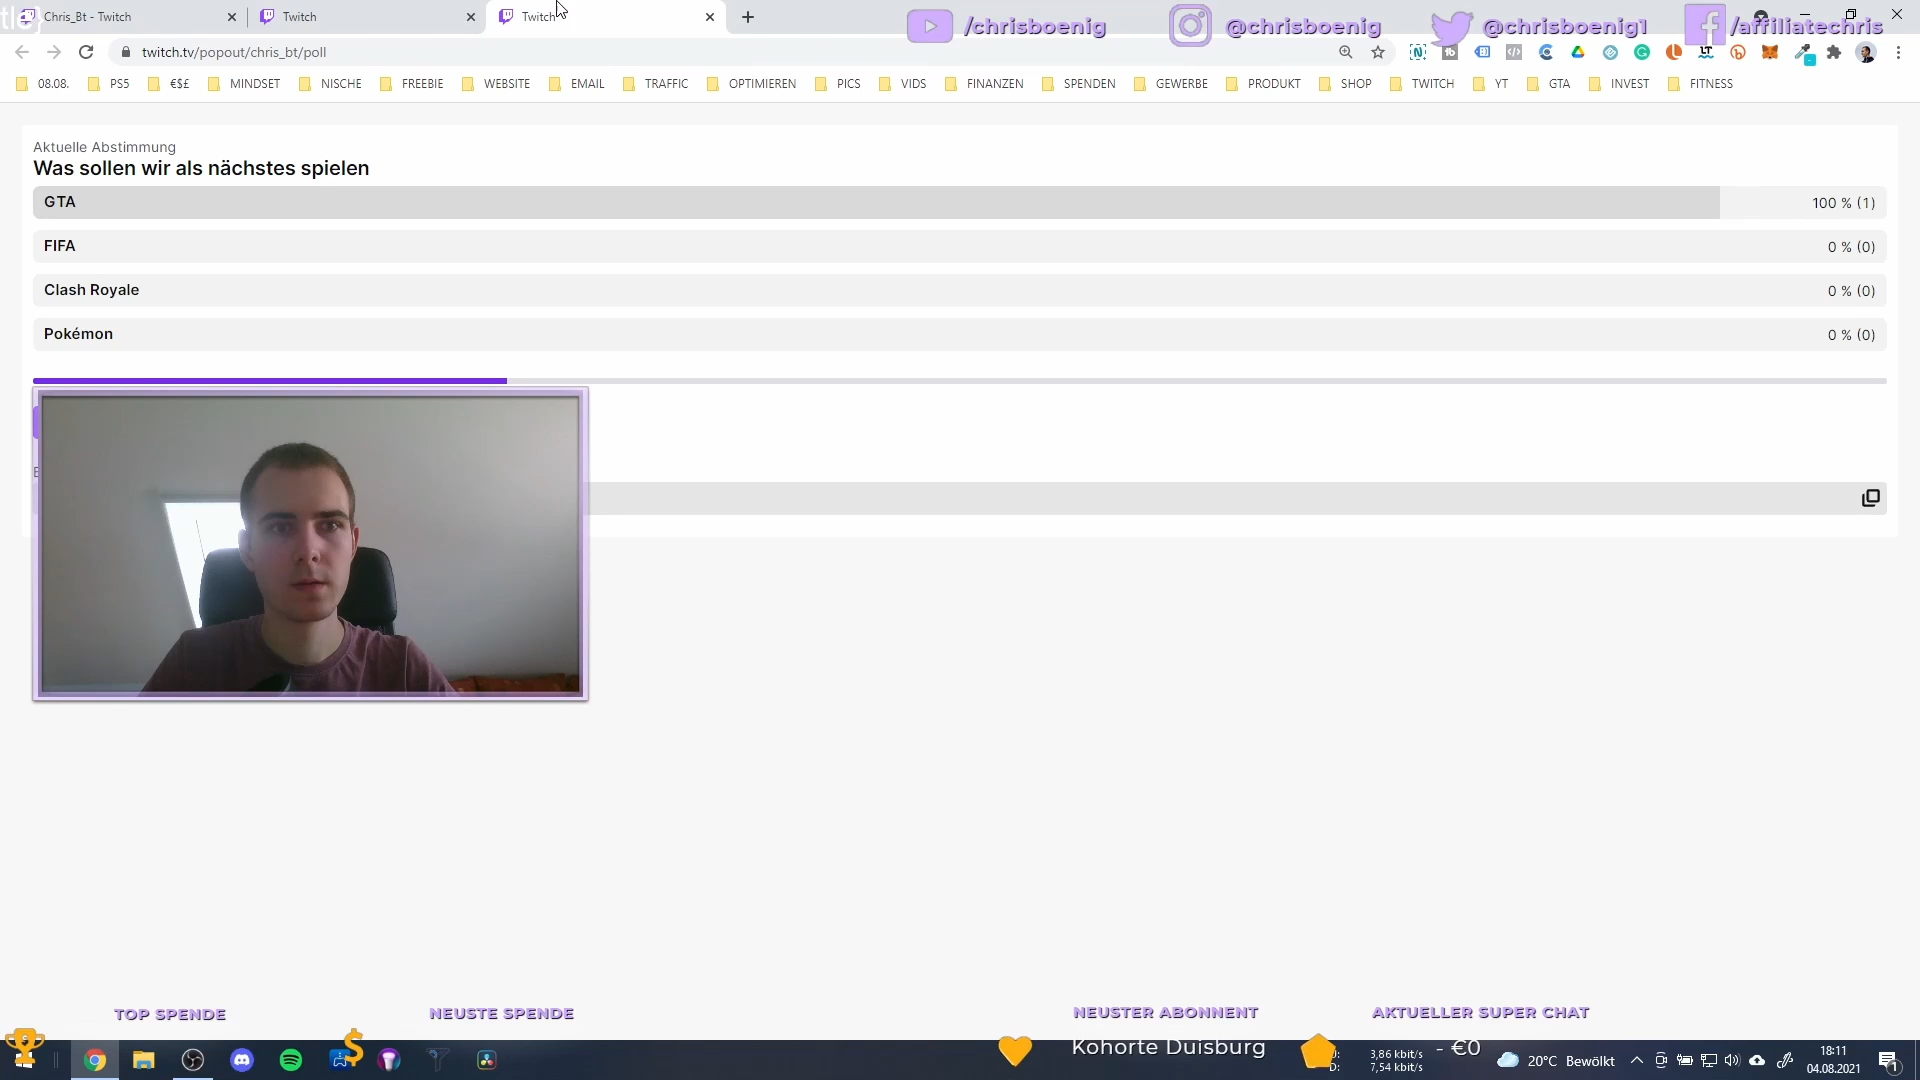 tle}
Chris_Bt - Twitch
Twitch
Twitch
/chrisboenig
@chrisboenig
@chrisboenig1
/affiliatechris
twitch.tv/popout/chris_bt/poll
08.08.
PS5
€$£
MINDSET
NISCHE
FREEBIE
WEBSITE
EMAIL
TRAFFIC
OPTIMIEREN
PICS
VIDS
FINANZEN
SPENDEN
GEWERBE
PRODUKT
SHOP
TWITCH
YT
GTA
INVEST
FITNESS
Aktuelle Abstimmung
Was sollen wir als nächstes spielen
GTA 100 % (1)
FIFA 0 % (0)
Clash Royale 0 % (0)
Pokémon 0 % (0)
TOP SPENDE
NEUSTE SPENDE
NEUSTER ABONNENT
AKTUELLER SUPER CHAT
Kohorte Duisburg
- €0
3,86 kbit/s
D: 7,54 kbit/s
20°C Bewölkt
18:11
04.08.2021
1